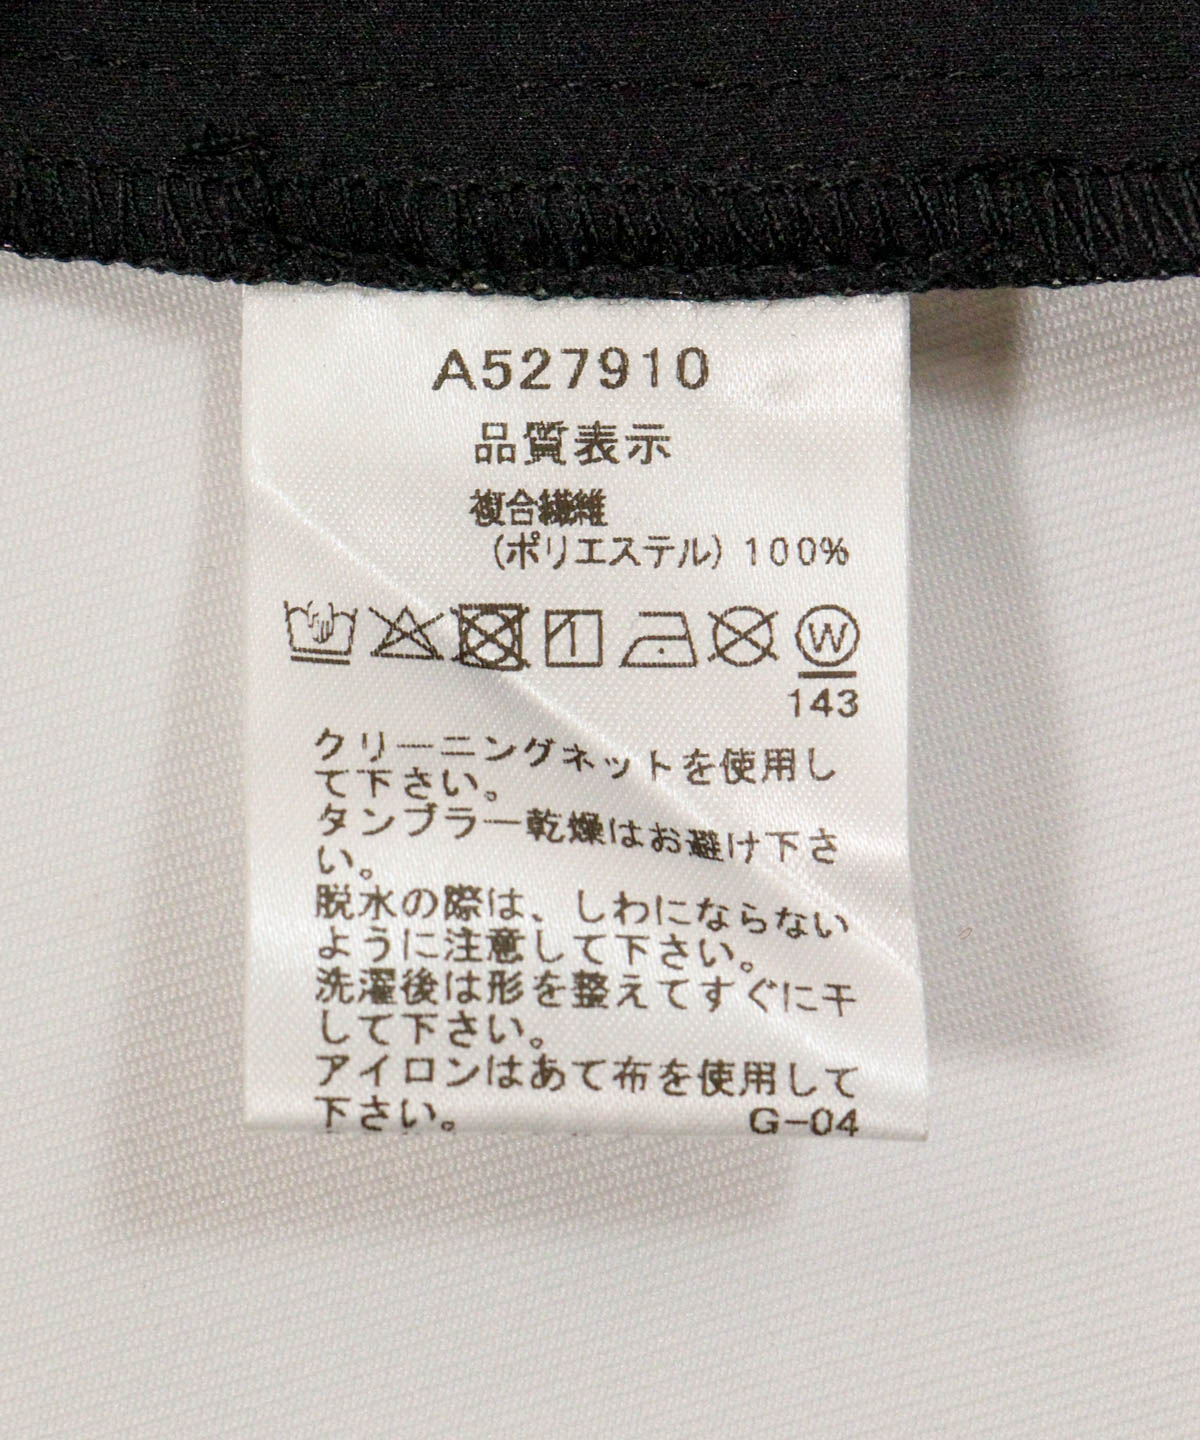 A527910
品質表示
複合繊維
(ポリエステル) 100%
W
143
クリーニングネットを使用し
て下さい。
タンブラー乾燥はお避け下さ
い。
脱水の際は、しわにならない
ように注意して下さい。
洗濯後は形を整えてすぐに干
して下さい。
アイロンはあて布を使用して
下さい。 G-04